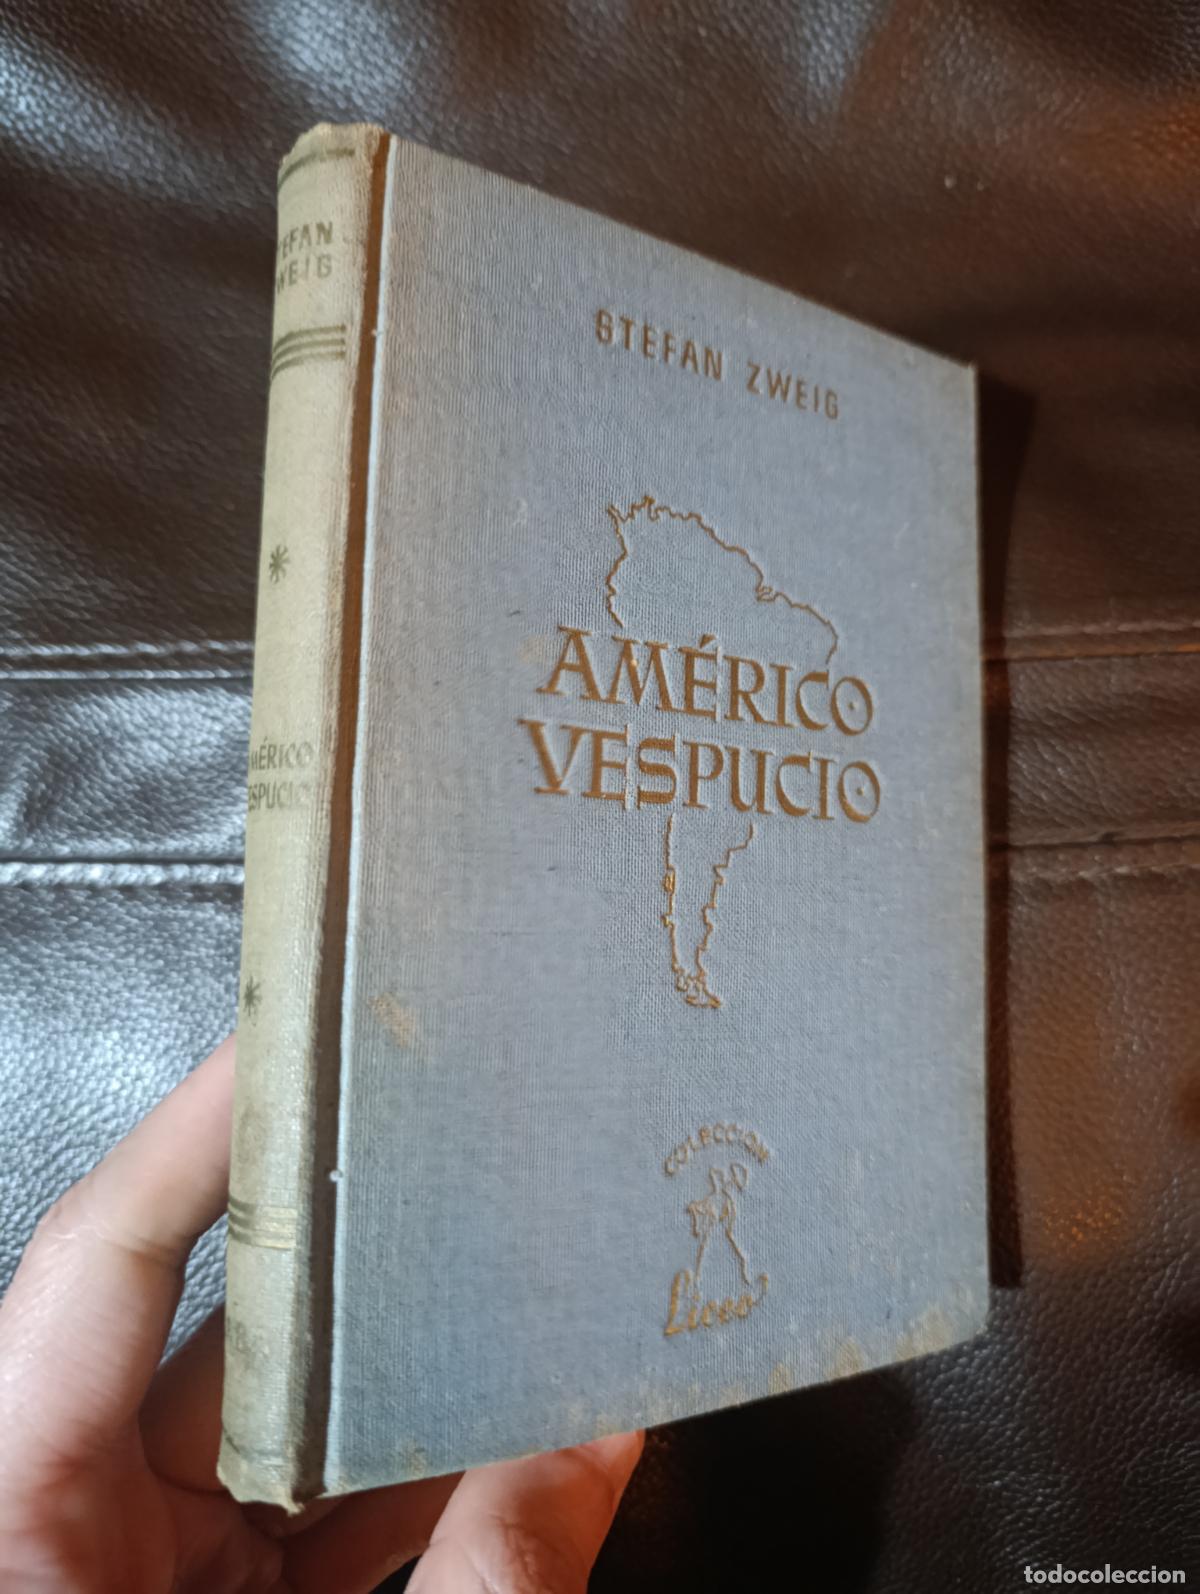 STEFAN
ZWEIG
AMÉRICO
VESPUCIO
STEFAN ZWEIG
AMÉRICO
VESPUCIO
COLECCION
Liceo
todocoleccion